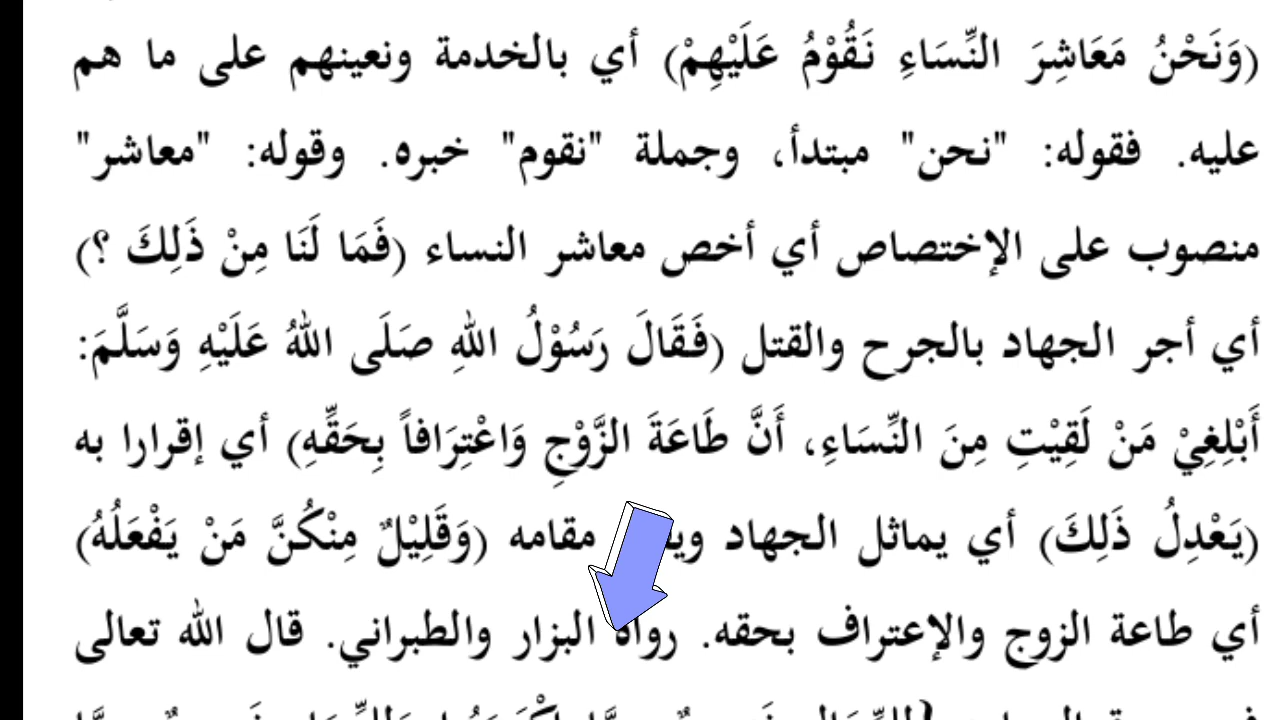 (وَنَحْنُ مَعَاشِرَ النِّسَاءِ نَقُوْمُ عَلَيْهِمْ) أي بالخدمة ونعينهم على ما هم
عليه. فقوله: "نحن" مبتدأ، وجملة "نقوم" خبره. وقوله: "معاشر"
منصوب على الإختصاص أي أخص معاشر النساء (فَمَا لَنَا مِنْ ذَلِكَ ؟)
أي أجر الجهاد بالجرح والقتل (فَقَالَ رَسُوْلُ اللهِ صَلَى اللهُ عَلَيْهِ وَسَلَّمَ:
أَبْلِغِيْ مَنْ لَقِيْتِ مِنَ النِّسَاءِ، أَنَّ طَاعَةَ الزَّوْجِ وَاعْتِرَافاً بِحَقِّهِ) أي إقرارا به
(يَعْدِلُ ذَلِكَ) أي يماثل الجهاد مقامه (وَقَلِيْلٌ مِنْكُنَّ مَنْ يَفْعَلُهُ)
أي طاعة الزوج والإعتراف بحقه. رواه البزار والطبراني. قال الله تعالى